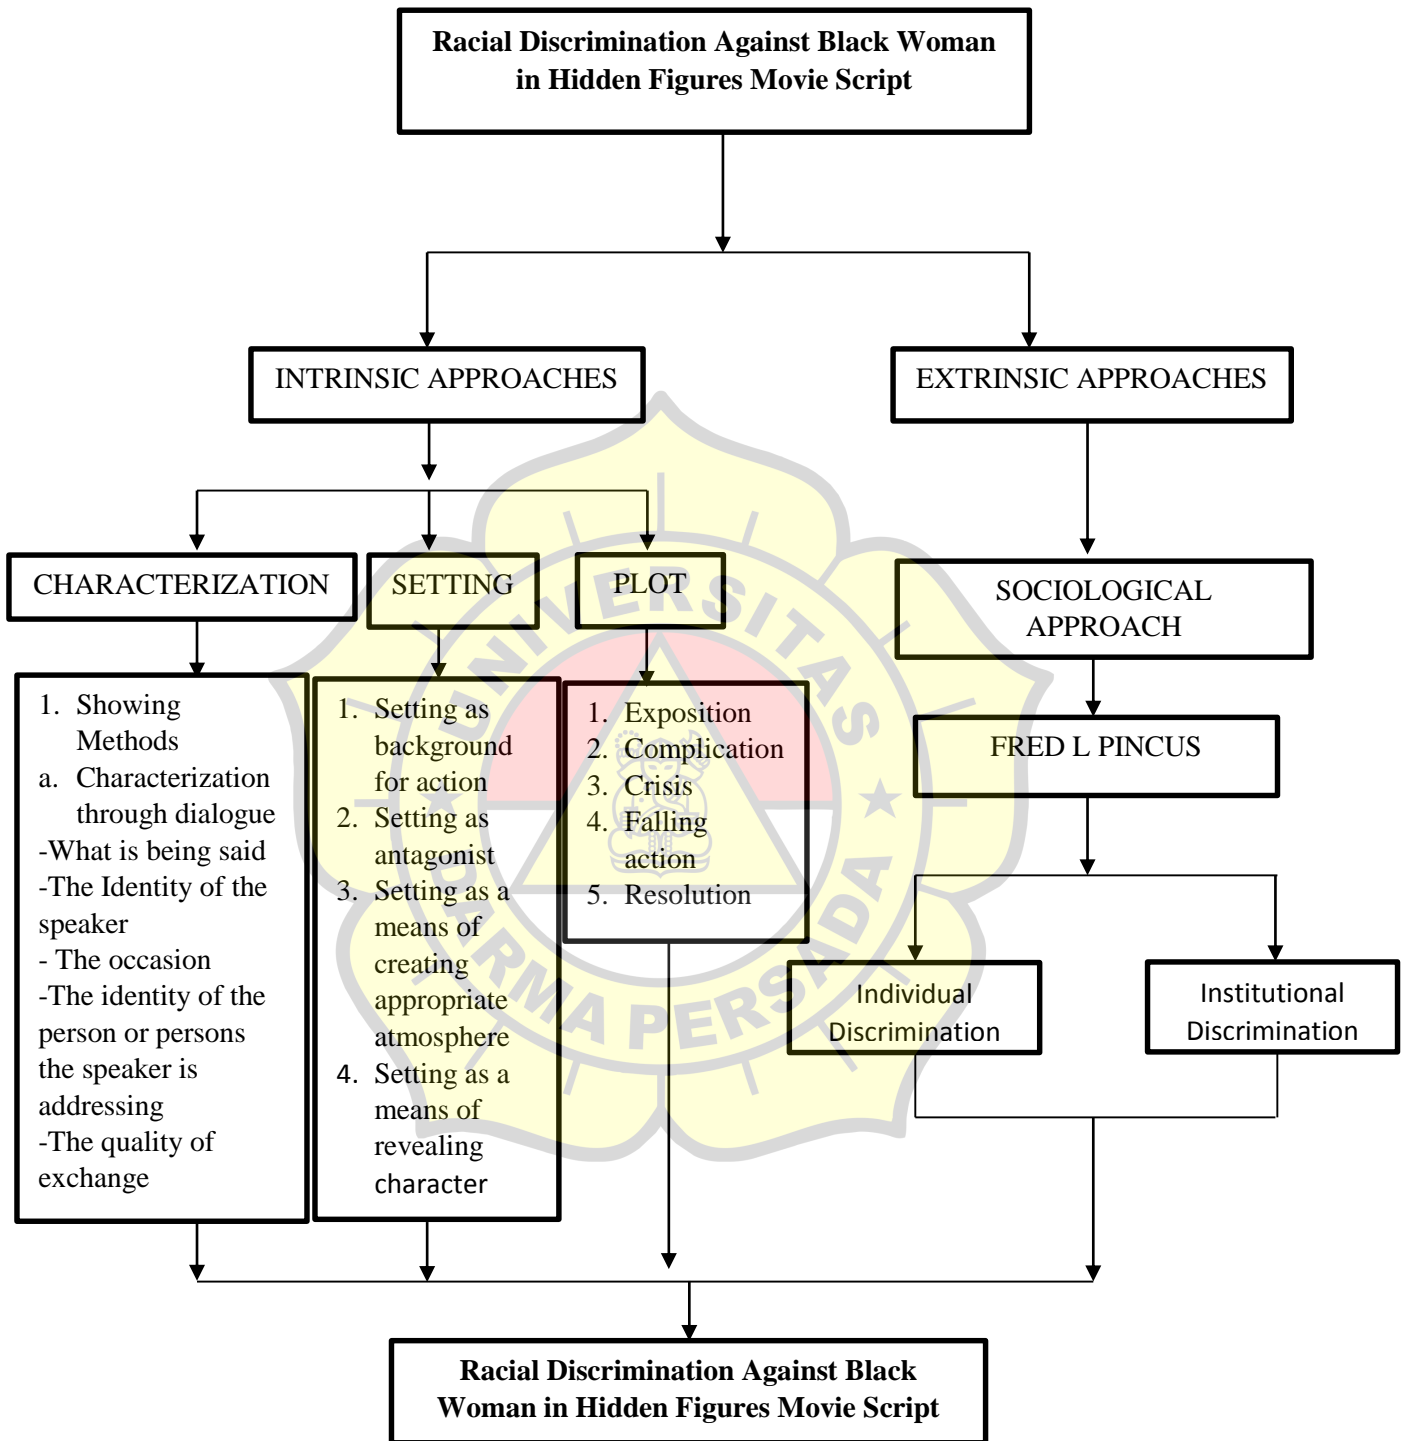 Racial Discrimination Against Black Woman
in Hidden Figures Movie Script
INTRINSIC APPROACHES
EXTRINSIC APPROACHES
CHARACTERIZATION
SETTING
PLOT
SOCIOLOGICAL
APPROACH
1. Showing
Methods
a. Characterization
through dialogue
-What is being said
-The Identity of the
speaker
- The occasion
-The identity of the
person or persons
the speaker is
addressing
-The quality of
exchange
1. Setting as
background
for action
2. Setting as
antagonist
3. Setting as a
means of
creating
appropriate
atmosphere
4. Setting as a
means of
revealing
character
1. Exposition
2. Complication
3. Crisis
4. Falling
action
5. Resolution
FRED L PINCUS
Individual
Discrimination
Institutional
Discrimination
Racial Discrimination Against Black
Woman in Hidden Figures Movie Script
UNIVERSITAS
DARMA PERSADA